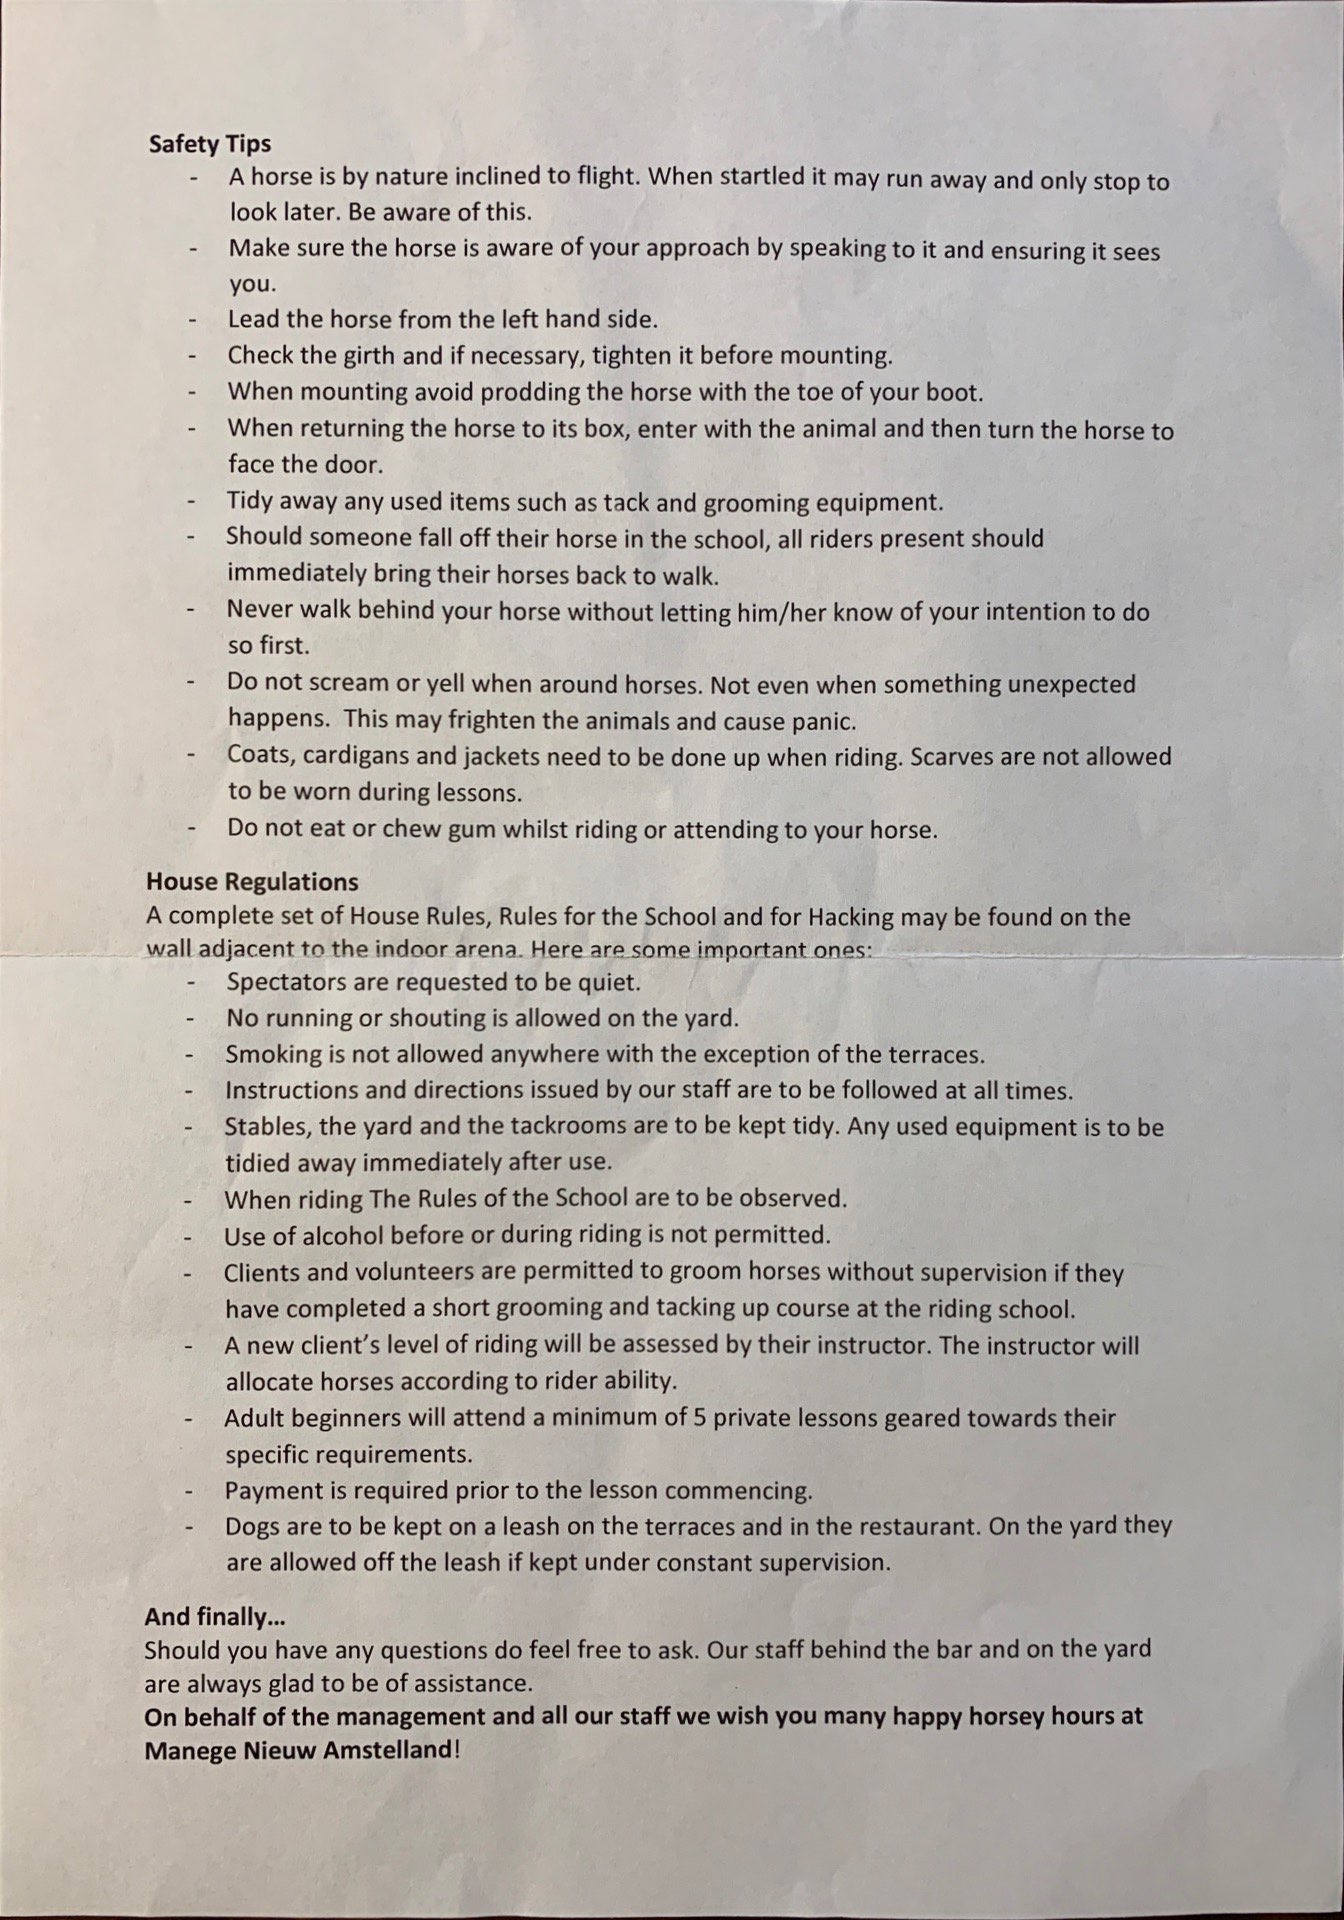 Safety Tips
- A horse is by nature inclined to flight. When startled it may run away and only stop to
look later. Be aware of this.
- Make sure the horse is aware of your approach by speaking to it and ensuring it sees
you.
- Lead the horse from the left hand side.
- Check the girth and if necessary, tighten it before mounting.
- When mounting avoid prodding the horse with the toe of your boot.
- When returning the horse to its box, enter with the animal and then turn the horse to
face the door.
- Tidy away any used items such as tack and grooming equipment.
- Should someone fall off their horse in the school, all riders present should
immediately bring their horses back to walk.
- Never walk behind your horse without letting him/her know of your intention to do
so first.
- Do not scream or yell when around horses. Not even when something unexpected
happens.  This may frighten the animals and cause panic.
- Coats, cardigans and jackets need to be done up when riding. Scarves are not allowed
to be worn during lessons.
- Do not eat or chew gum whilst riding or attending to your horse.
House Regulations
A complete set of House Rules, Rules for the School and for Hacking may be found on the
wall adjacent to the indoor arena. Here are some important ones:
- Spectators are requested to be quiet.
- No running or shouting is allowed on the yard.
- Smoking is not allowed anywhere with the exception of the terraces.
- Instructions and directions issued by our staff are to be followed at all times.
- Stables, the yard and the tackrooms are to be kept tidy. Any used equipment is to be
tidied away immediately after use.
- When riding The Rules of the School are to be observed.
- Use of alcohol before or during riding is not permitted.
- Clients and volunteers are permitted to groom horses without supervision if they
have completed a short grooming and tacking up course at the riding school.
- A new client’s level of riding will be assessed by their instructor. The instructor will
allocate horses according to rider ability.
- Adult beginners will attend a minimum of 5 private lessons geared towards their
specific requirements.
- Payment is required prior to the lesson commencing.
- Dogs are to be kept on a leash on the terraces and in the restaurant. On the yard they
are allowed off the leash if kept under constant supervision.
And finally…
Should you have any questions do feel free to ask. Our staff behind the bar and on the yard
are always glad to be of assistance.
On behalf of the management and all our staff we wish you many happy horsey hours at
Manege Nieuw Amstelland!